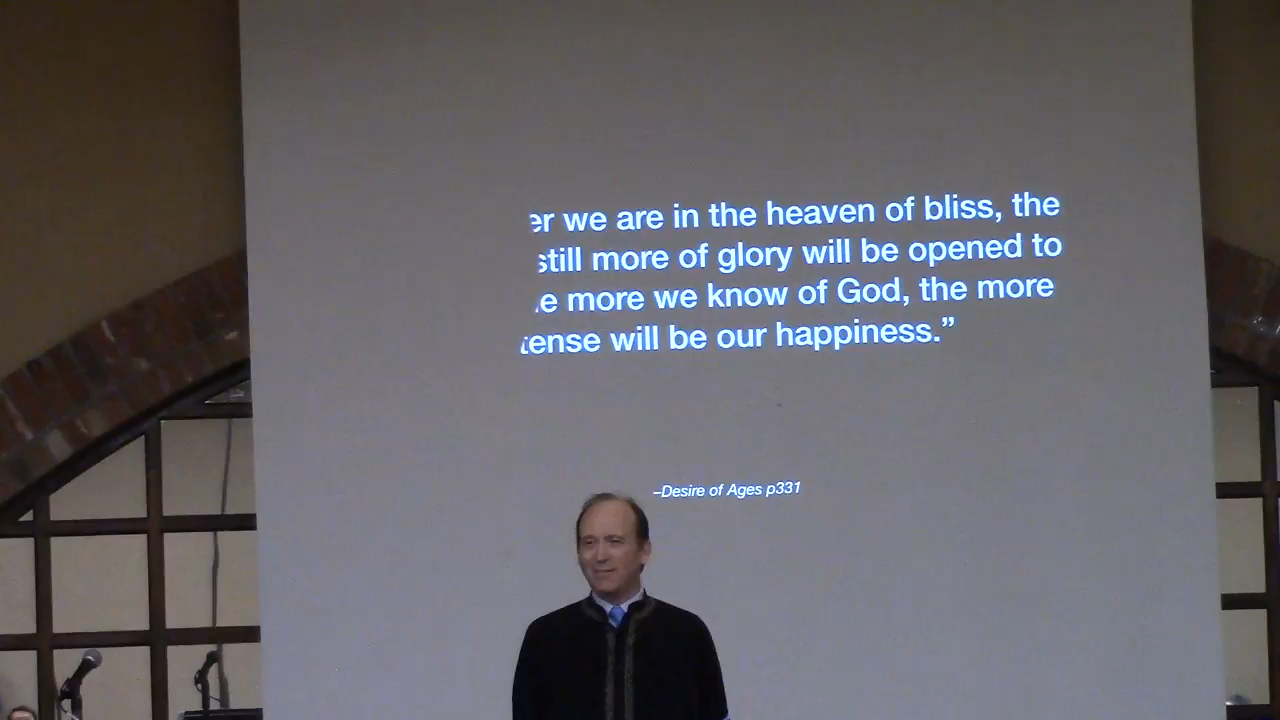 er we are in the heaven of bliss, the
still more of glory will be opened to
e more we know of God, the more
tense will be our happiness.”
–Desire of Ages p331